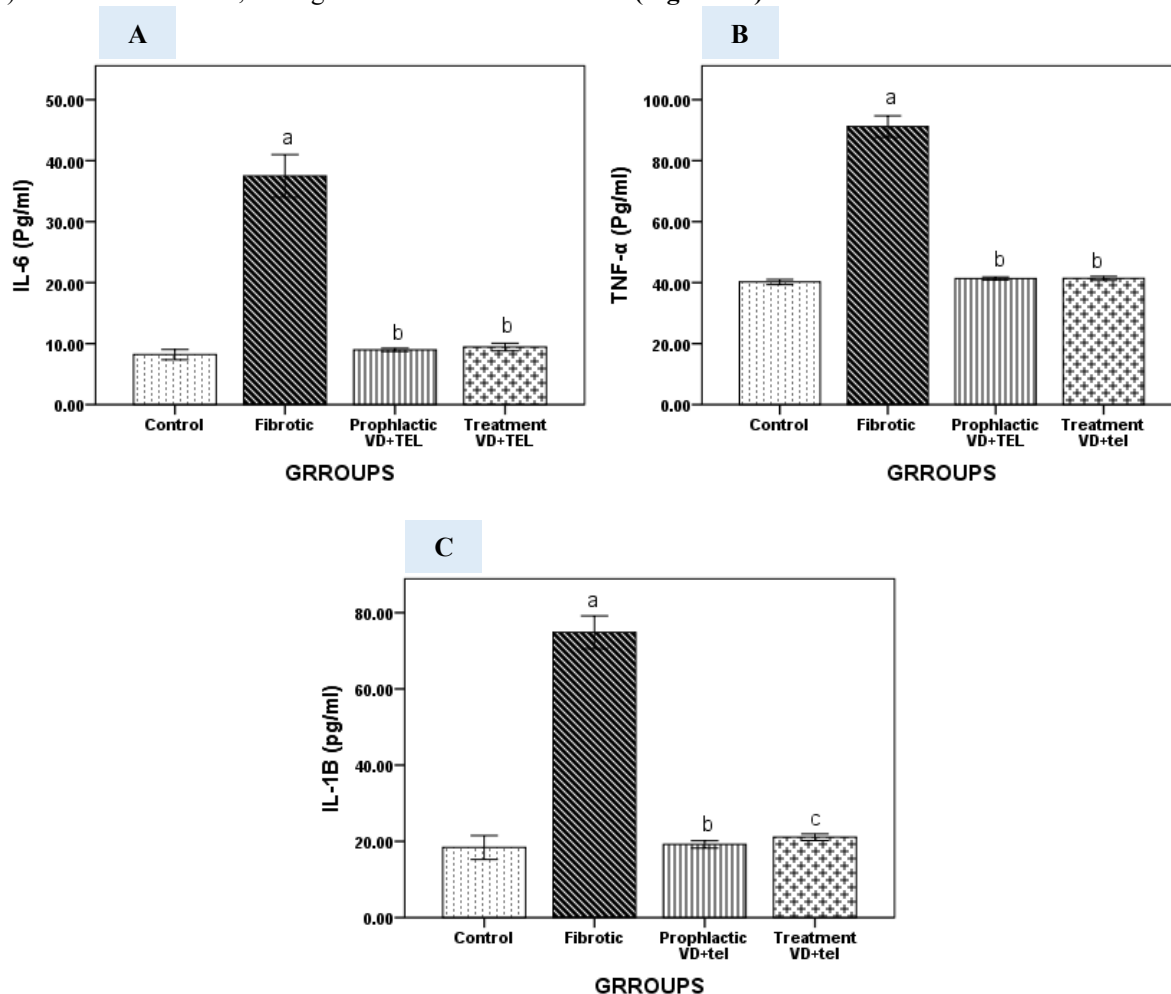 A
50.00
40.00
30.00
20.00
10.00
0.00
IL-6 (Pg/ml)
a
b
b
Control Fibrotic Prophlactic Treatment
VD+TEL VD+TEL
GRROUPS
B
100.00
80.00
60.00
40.00
20.00
0.00
TNF-α (Pg/ml)
a
b
b
Control Fibrotic Prophlactic Treatment
VD+TEL VD+tel
GRROUPS
C
80.00
60.00
40.00
20.00
0.00
IL-1B (pg/ml)
a
b
c
Control Fibrotic Prophlactic Treatment
VD+tel VD+tel
GRROUPS